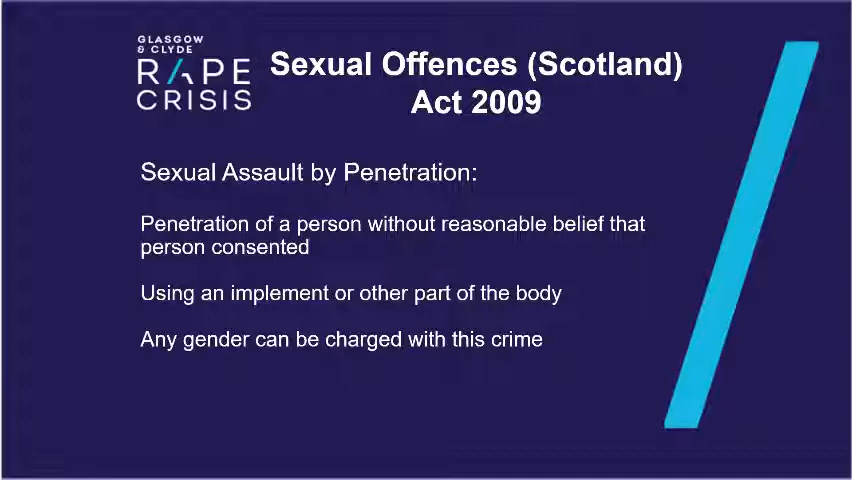 GLASGOW
& CLYDE
RAPE
CRISIS
Sexual Offences (Scotland)
Act 2009
Sexual Assault by Penetration:
Penetration of a person without reasonable belief that
person consented
Using an implement or other part of the body
Any gender can be charged with this crime